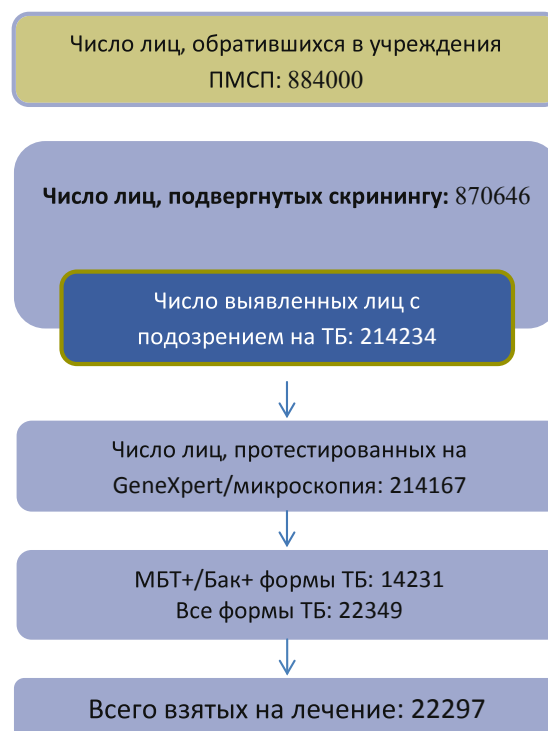 Число лиц, обратившихся в учреждения
ПМСП: 884000
Число лиц, подвергнутых скринингу: 870646
Число выявленных лиц с
подозрением на ТБ: 214234
Число лиц, протестированных на
GeneXpert/микроскопия: 214167
МБТ+/Бак+ формы ТБ: 14231
Все формы ТБ: 22349
Всего взятых на лечение: 22297